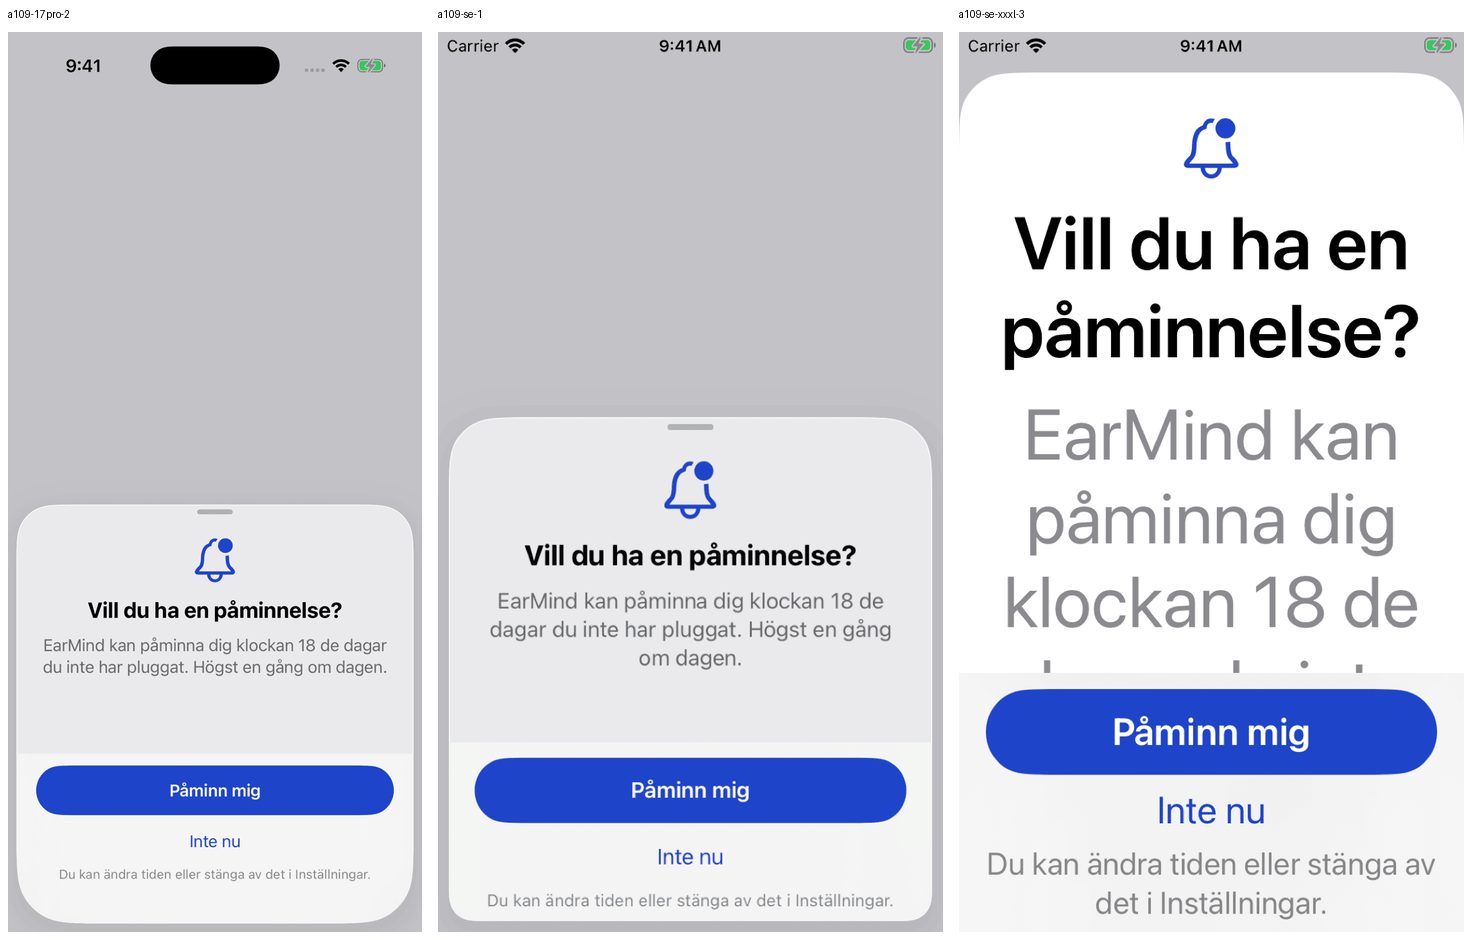 a109-17pro-2
9:41
Vill du ha en påminnelse?
EarMind kan påminna dig klockan 18 de dagar
du inte har pluggat. Högst en gång om dagen.
Påminn mig
Inte nu
Du kan ändra tiden eller stänga av det i Inställningar.
a109-se-1
Carrier
9:41 AM
Vill du ha en påminnelse?
EarMind kan påminna dig klockan 18 de
dagar du inte har pluggat. Högst en gång
om dagen.
Påminn mig
Inte nu
Du kan ändra tiden eller stänga av det i Inställningar.
a109-se-xxxl-3
Carrier
9:41 AM
Vill du ha en
påminnelse?
EarMind kan
påminna dig
klockan 18 de
Påminn mig
Inte nu
Du kan ändra tiden eller stänga av
det i Inställningar.